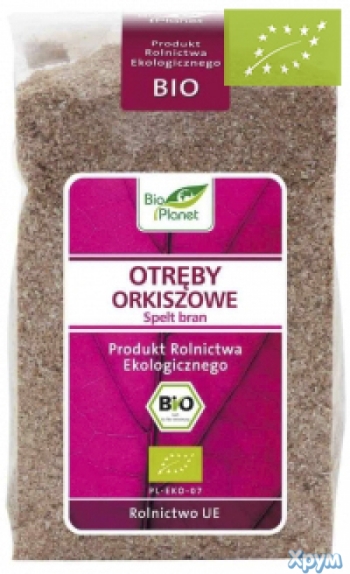 Produkt
Rolnictwa
Ekologicznego
BIO
Bio
Planet
OTRĘBY
ORKISZOWE
Spelt bran
Produkt Rolnictwa
Ekologicznego
BiO
PL-EKO-07
Rolnictwo UE
Хрум